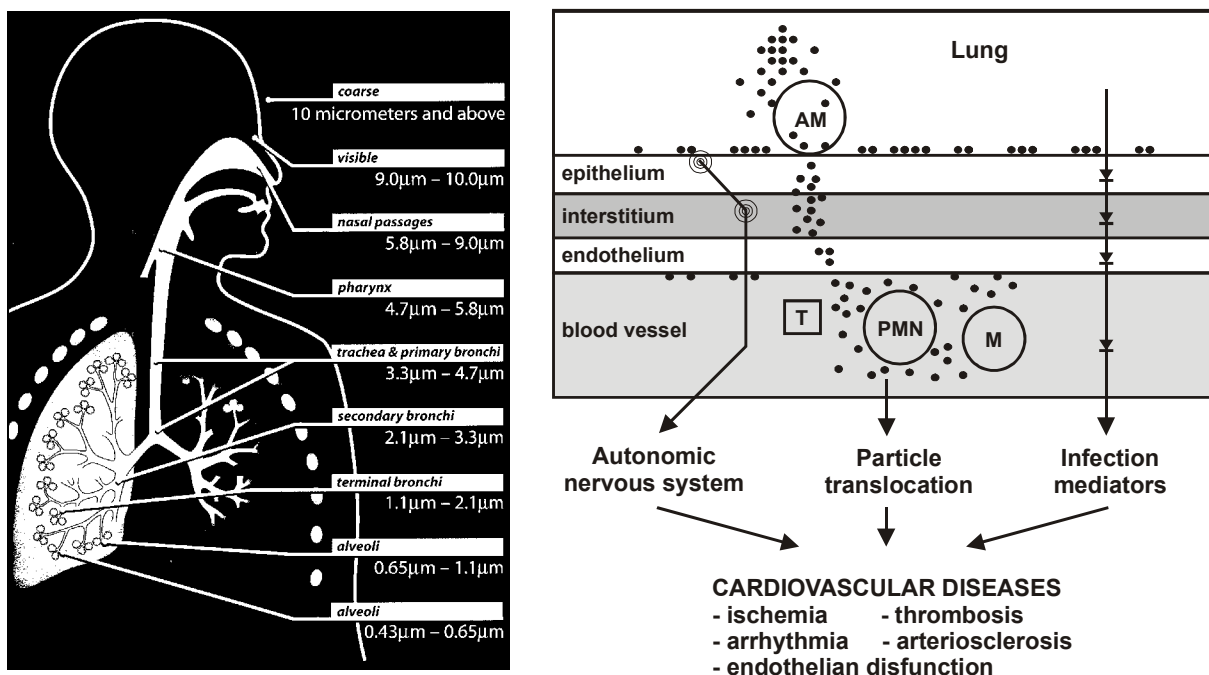 coarse
10 micrometers and above
visible
9.0μm – 10.0μm
nasal passages
5.8μm – 9.0μm
pharynx
4.7μm – 5.8μm
trachea & primary bronchi
3.3μm – 4.7μm
secondary bronchi
2.1μm – 3.3μm
terminal bronchi
1.1μm – 2.1μm
alveoli
0.65μm – 1.1μm
alveoli
0.43μm – 0.65μm
Lung
AM
epithelium
interstitium
endothelium
blood vessel
T
PMN
M
Autonomic
nervous system
Particle
translocation
Infection
mediators
CARDIOVASCULAR DISEASES
- ischemia - thrombosis
- arrhythmia - arteriosclerosis
- endothelian disfunction